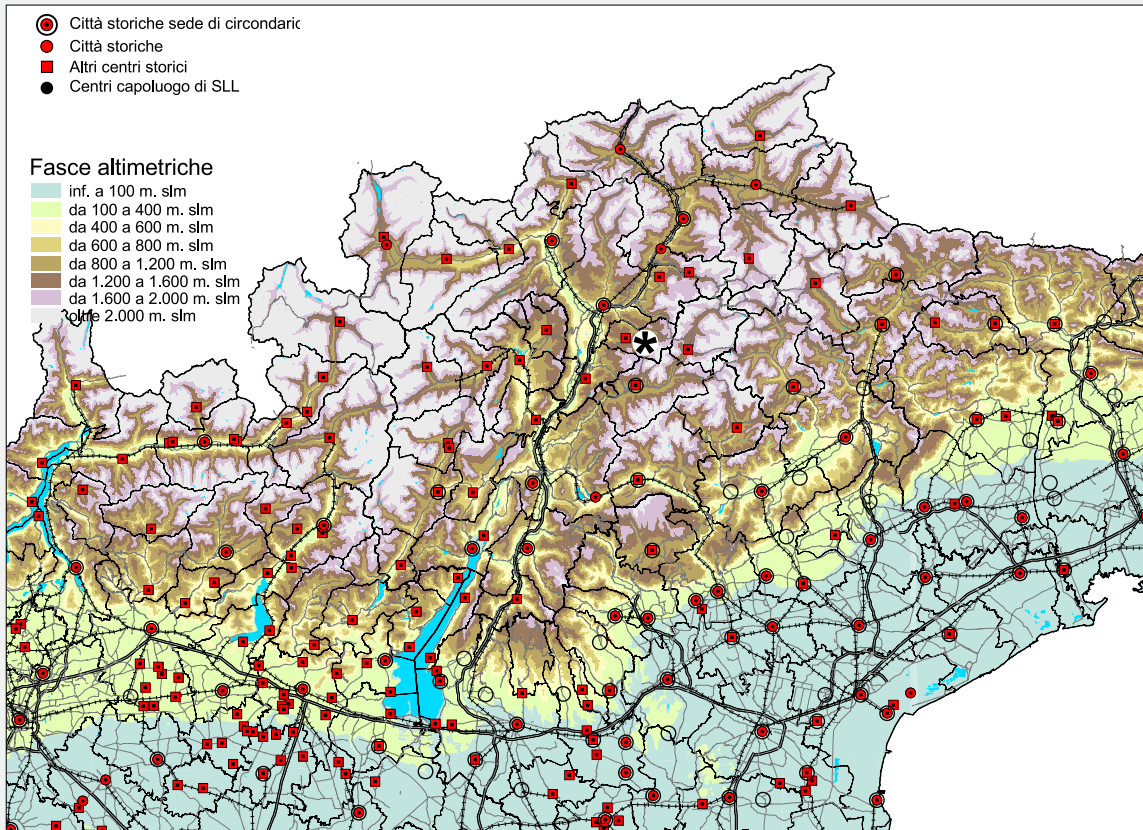 Città storiche sede di circondario
Città storiche
Altri centri storici
Centri capoluogo di SLL
Fasce altimetriche
inf. a 100 m. slm
da 100 a 400 m. slm
da 400 a 600 m. slm
da 600 a 800 m. slm
da 800 a 1.200 m. slm
da 1.200 a 1.600 m. slm
da 1.600 a 2.000 m. slm
oltre 2.000 m. slm
*